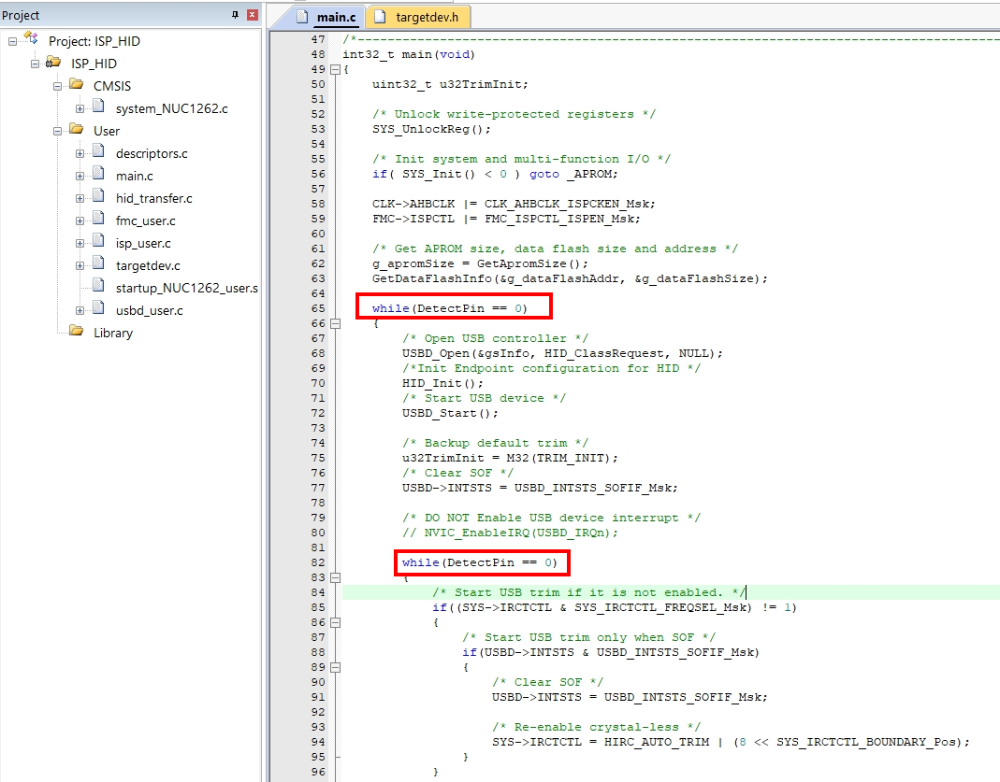 Project
Project: ISP_HID
ISP_HID
CMSIS
system_NUC1262.c
User
descriptors.c
main.c
hid_transfer.c
fmc_user.c
isp_user.c
targetdev.c
startup_NUC1262_user.s
usbd_user.c
Library
main.c
targetdev.h
47 /*---------------------------------------------------------------------------------------
48 int32_t main(void)
49 {
50     uint32_t u32TrimInit;
51
52     /* Unlock write-protected registers */
53     SYS_UnlockReg();
54
55     /* Init system and multi-function I/O */
56     if( SYS_Init() < 0 ) goto _APROM;
57
58     CLK->AHBCLK |= CLK_AHBCLK_ISPCKEN_Msk;
59     FMC->ISPCTL |= FMC_ISPCTL_ISPEN_Msk;
60
61     /* Get APROM size, data flash size and address */
62     g_apromSize = GetApromSize();
63     GetDataFlashInfo(&g_dataFlashAddr, &g_dataFlashSize);
64
65     while(DetectPin == 0)
66     {
67         /* Open USB controller */
68         USBD_Open(&gsInfo, HID_ClassRequest, NULL);
69         /*Init Endpoint configuration for HID */
70         HID_Init();
71         /* Start USB device */
72         USBD_Start();
73
74         /* Backup default trim */
75         u32TrimInit = M32(TRIM_INIT);
76         /* Clear SOF */
77         USBD->INTSTS = USBD_INTSTS_SOFIF_Msk;
78
79         /* DO NOT Enable USB device interrupt */
80         // NVIC_EnableIRQ(USBD_IRQn);
81
82         while(DetectPin == 0)
83         {
84             /* Start USB trim if it is not enabled. */
85             if((SYS->IRCTCTL & SYS_IRCTCTL_FREQSEL_Msk) != 1)
86             {
87                 /* Start USB trim only when SOF */
88                 if(USBD->INTSTS & USBD_INTSTS_SOFIF_Msk)
89                 {
90                     /* Clear SOF */
91                     USBD->INTSTS = USBD_INTSTS_SOFIF_Msk;
92
93                     /* Re-enable crystal-less */
94                     SYS->IRCTCTL = HIRC_AUTO_TRIM | (8 << SYS_IRCTCTL_BOUNDARY_Pos);
95                 }
96             }